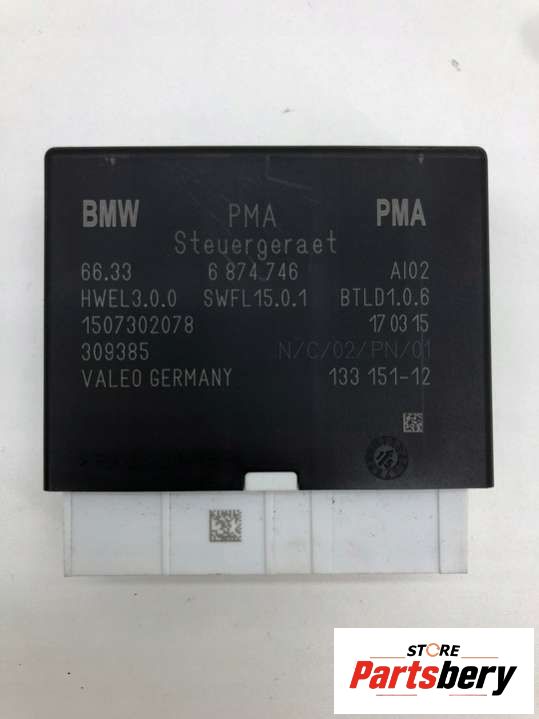 BMW PMA PMA
Steuergeraet
66.33 6 874 746 AI02
HWEL3.0.0 SWFL15.0.1 BTLD1.0.6
1507302078 17 03 15
309385 N/C/02/PN/01
VALEO GERMANY 133 151-12
STORE
Partsbery